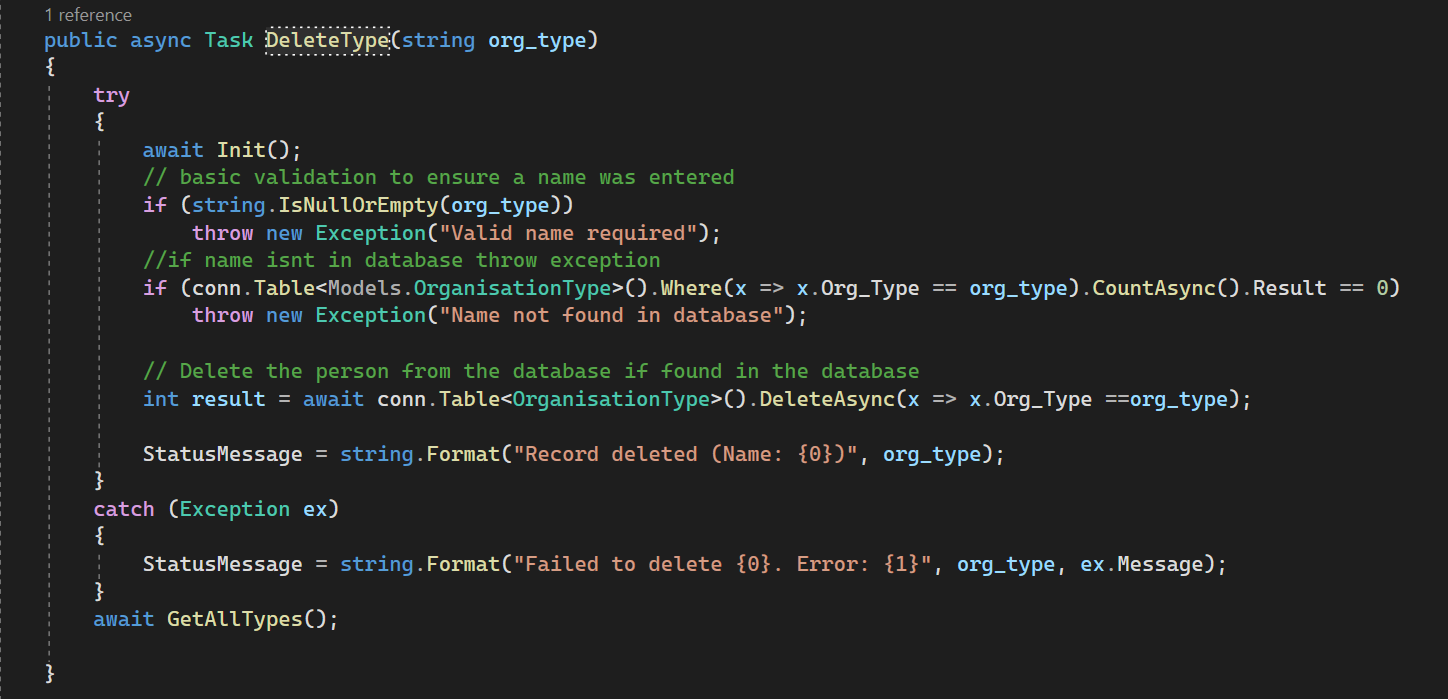 1 reference
public async Task DeleteType(string org_type)
{
try
{
await Init();
// basic validation to ensure a name was entered
if (string.IsNullOrEmpty(org_type))
throw new Exception("Valid name required");
//if name isnt in database throw exception
if (conn.Table<Models.OrganisationType>().Where(x => x.Org_Type == org_type).CountAsync().Result == 0)
throw new Exception("Name not found in database");
// Delete the person from the database if found in the database
int result = await conn.Table<OrganisationType>().DeleteAsync(x => x.Org_Type ==org_type);
StatusMessage = string.Format("Record deleted (Name: {0})", org_type);
}
catch (Exception ex)
{
StatusMessage = string.Format("Failed to delete {0}. Error: {1}", org_type, ex.Message);
}
await GetAllTypes();
}